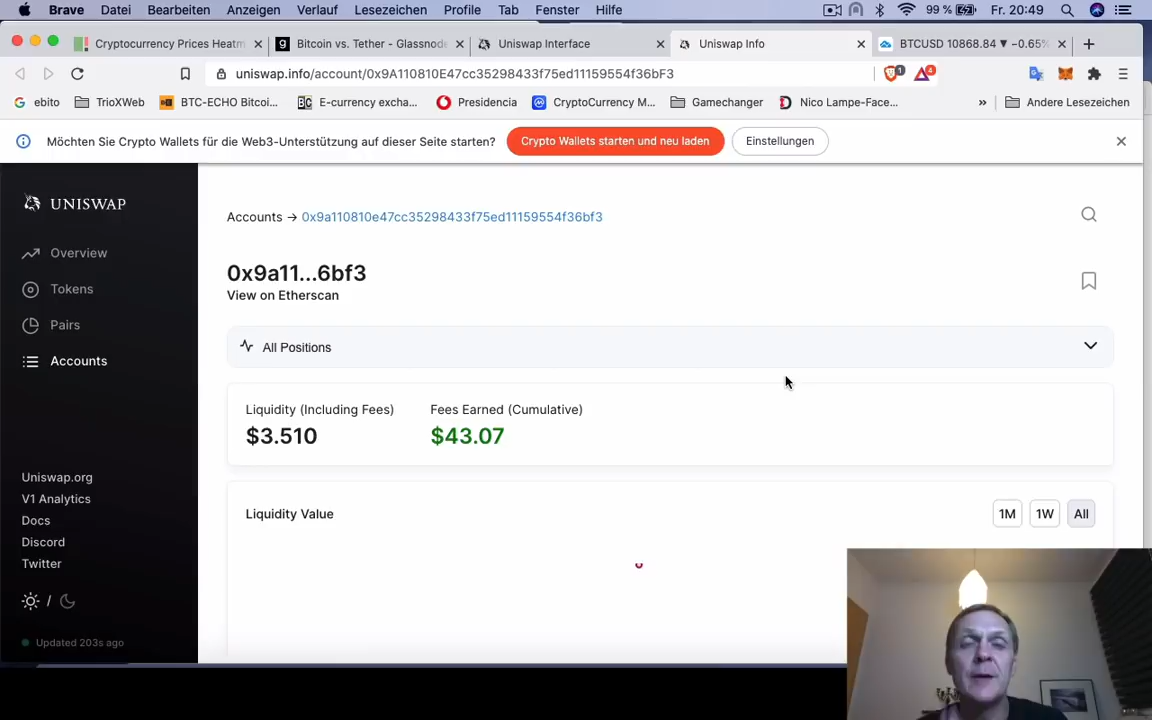 Brave Datei Bearbeiten Anzeigen Verlauf Lesezeichen Profile Tab Fenster Hilfe 99 % Fr. 20:49
Cryptocurrency Prices Heatm Bitcoin vs. Tether - Glassnode Uniswap Interface Uniswap Info BTCUSD 10868.84 ▼ −0.65%
uniswap.info/account/0x9A110810E47cc35298433f75ed11159554f36bF3 1 4
ebito TrioXWeb BTC-ECHO Bitcoi... E-currency excha... Presidencia CryptoCurrency M... Gamechanger Nico Lampe-Face... » Andere Lesezeichen
Möchten Sie Crypto Wallets für die Web3-Unterstützung auf dieser Seite starten? Crypto Wallets starten und neu laden Einstellungen
UNISWAP
Overview
Tokens
Pairs
Accounts
Uniswap.org
V1 Analytics
Docs
Discord
Twitter
/
Updated 203s ago
Accounts → 0x9a110810e47cc35298433f75ed11159554f36bf3
0x9a11...6bf3
View on Etherscan
All Positions
Liquidity (Including Fees) Fees Earned (Cumulative)
$3.510 $43.07
Liquidity Value 1M 1W All